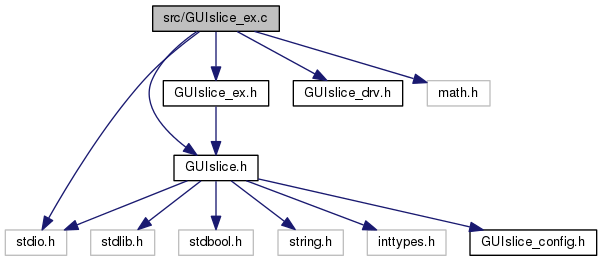 src/GUIslice_ex.c
GUIslice_ex.h
GUIslice_drv.h
math.h
GUIslice.h
stdio.h
stdlib.h
stdbool.h
string.h
inttypes.h
GUIslice_config.h